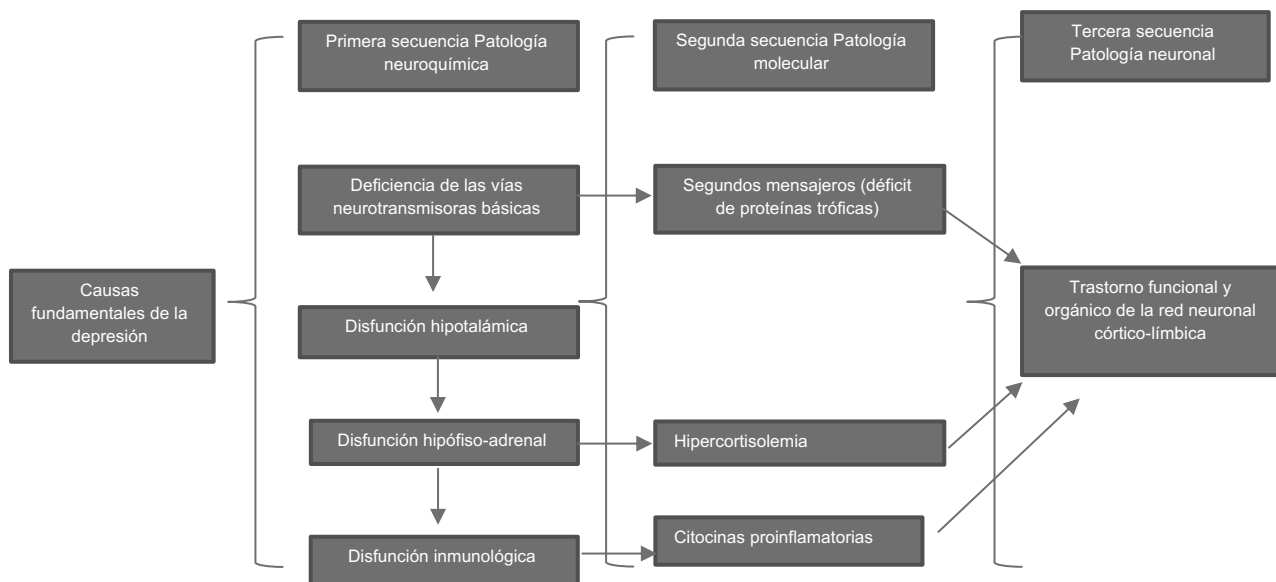 Primera secuencia Patología
neuroquímica
Segunda secuencia Patología
molecular
Tercera secuencia
Patología neuronal
Deficiencia de las vías
neurotransmisoras básicas
Segundos mensajeros (déficit
de proteínas tróficas)
Causas
fundamentales de la
depresión
Disfunción hipotalámica
Trastorno funcional y
orgánico de la red neuronal
córtico-límbica
Disfunción hipófiso-adrenal
Hipercortisolemia
Disfunción inmunológica
Citocinas proinflamatorias